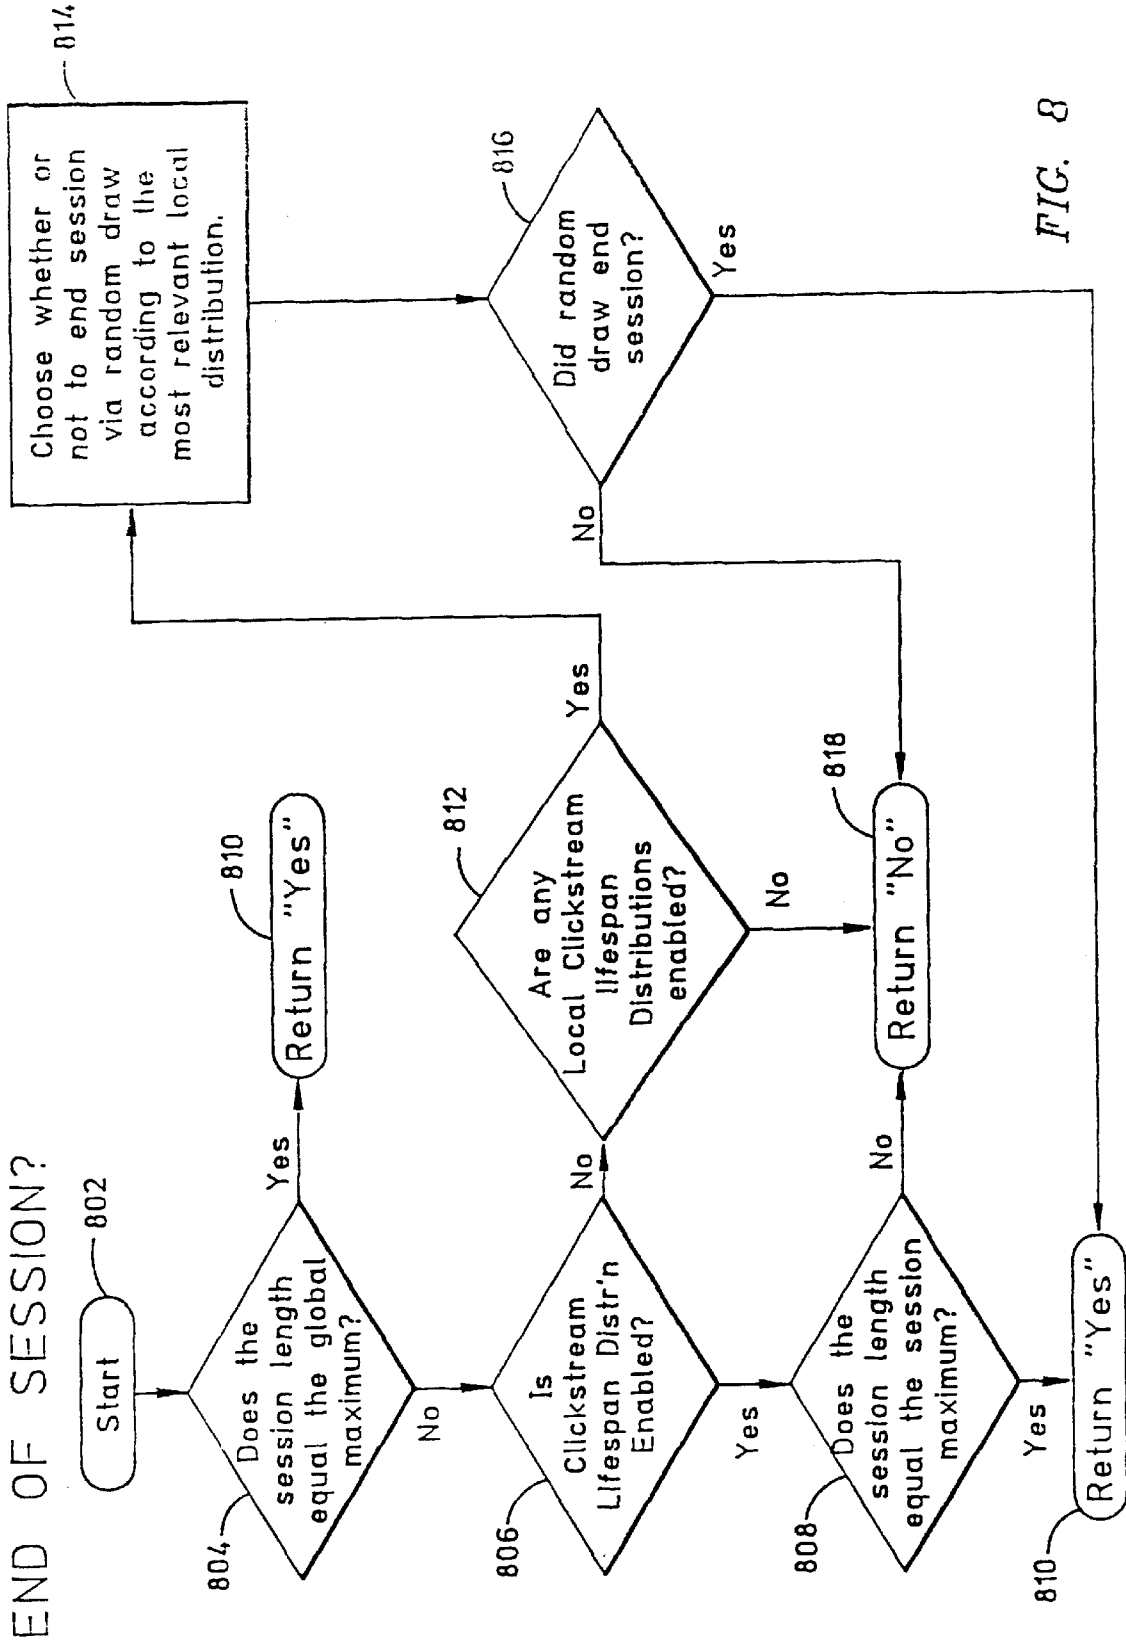 END OF SESSION?
Start
802
Does the
session length
equal the global
maximum?
804
Yes
Return "Yes"
810
No
Is
Clickstream
Lifespan Distr'n
Enabled?
806
No
Are any
Local Clickstream
lifespan
Distributions
enabled?
812
Yes
Choose whether or
not to end session
via random draw
according to the
most relevant local
distribution.
814
Did random
draw end
session?
816
No
Yes
No
Yes
Does the
session length
equal the session
maximum?
808
No
Return "No"
818
Yes
Return "Yes"
810
FIG. 8